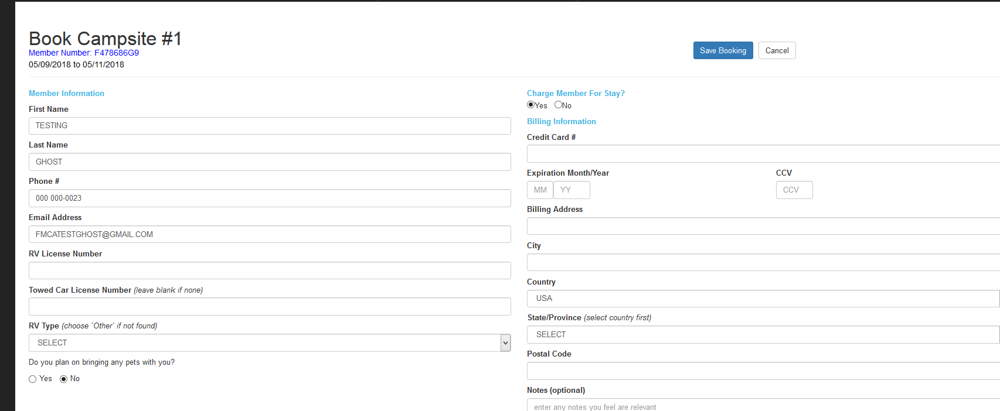 Book Campsite #1
Member Number: F478686G9
05/09/2018 to 05/11/2018
Save Booking
Cancel
Member Information
First Name
TESTING
Last Name
GHOST
Phone #
000 000-0023
Email Address
FMCATESTGHOST@GMAIL.COM
RV License Number
Towed Car License Number (leave blank if none)
RV Type (choose `Other` if not found)
SELECT
Do you plan on bringing any pets with you?
Yes No
Charge Member For Stay?
Yes No
Billing Information
Credit Card #
Expiration Month/Year
MM YY
CCV
CCV
Billing Address
City
Country
USA
State/Province (select country first)
SELECT
Postal Code
Notes (optional)
enter any notes you feel are relevant